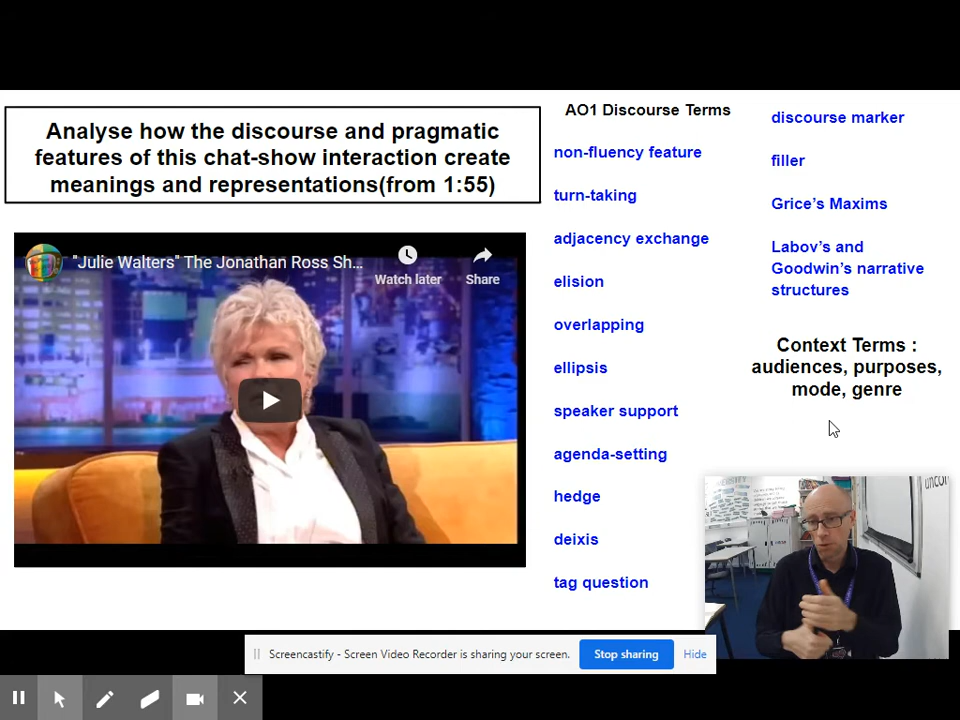 Analyse how the discourse and pragmatic
features of this chat-show interaction create
meanings and representations(from 1:55)
"Julie Walters" The Jonathan Ross Sh...
Watch later
Share
AO1 Discourse Terms
non-fluency feature
turn-taking
adjacency exchange
elision
overlapping
ellipsis
speaker support
agenda-setting
hedge
deixis
tag question
discourse marker
filler
Grice's Maxims
Labov's and
Goodwin's narrative
structures
Context Terms :
audiences, purposes,
mode, genre
Screencastify - Screen Video Recorder is sharing your screen.
Stop sharing
Hide